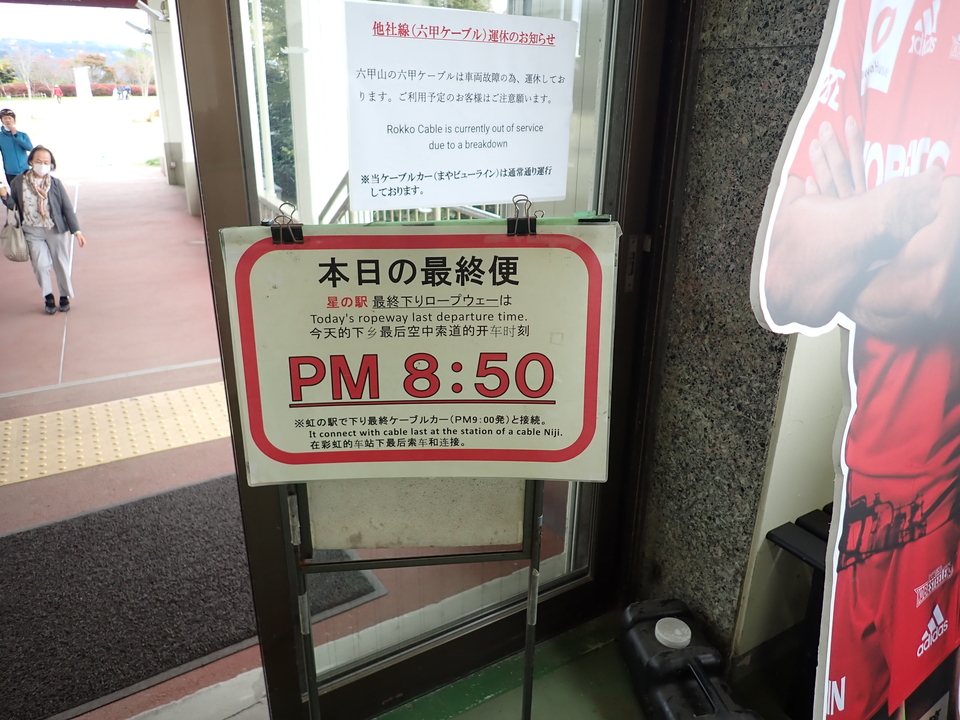 他社線（六甲ケーブル）運休のお知らせ
六甲山の六甲ケーブルは車両故障の為、運休してお
ります。ご利用予定のお客様はご注意願います。
Rokko Cable is currently out of service
due to a breakdown
※当ケーブルカー（まやビューライン）は通常通り運行
しております。
本日の最終便
星の駅 最終下りロープウェーは
Today's ropeway last departure time.
今天的下乡最后空中索道的开车时刻
PM 8:50
※虹の駅で下り最終ケーブルカー（PM9:00発）と接続。
It connect with cable last at the station of a cable Niji.
在彩虹的车站下最后索车和连接。
adidas
STEELERS
adidas